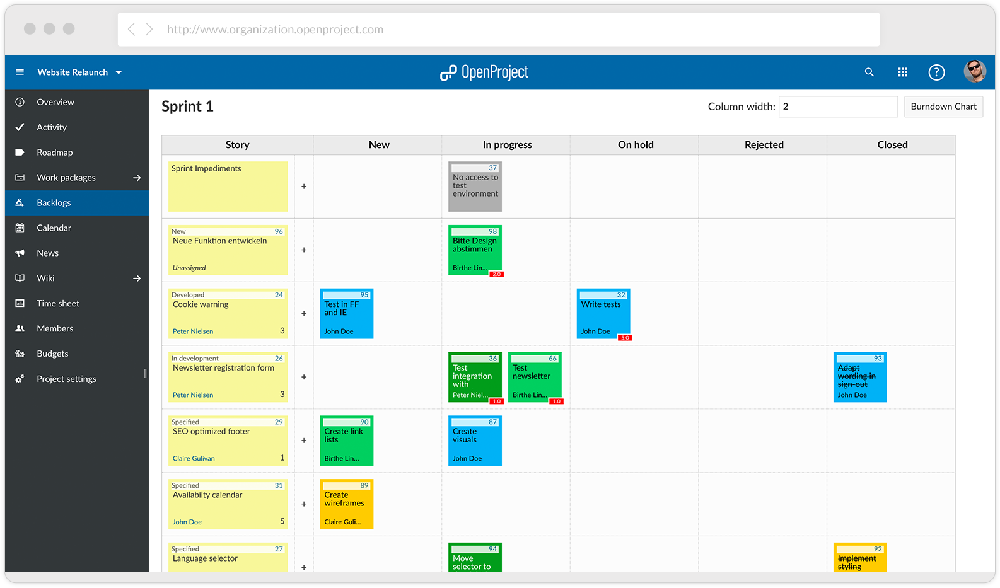 http://www.organization.openproject.com
Website Relaunch
OpenProject
?
Overview
Activity
Roadmap
Work packages
Backlogs
Calendar
News
Wiki
Time sheet
Members
Budgets
Project settings
Sprint 1
Column width:
2
Burndown Chart
Story
New
In progress
On hold
Rejected
Closed
Sprint Impediments
+
37
No access to
test
environment
New
96
Neue Funktion entwickeln
Unassigned
+
98
Bitte Design
abstimmen
Birthe Lin...
2.0
Developed
24
Cookie warning
Peter Nielsen
3
+
95
Test in FF
and IE
John Doe
32
Write tests
John Doe
5.0
In development
26
Newsletter registration form
Peter Nielsen
3
+
36
Test
integration
with
Peter Niel...
1.0
66
Test
newsletter
Birthe Lin...
1.0
93
Adapt
wording in
sign-out
John Doe
Specified
29
SEO optimized footer
Claire Gulivan
1
+
90
Create link
lists
Birthe Lin...
87
Create
visuals
John Doe
Specified
31
Availabilty calendar
John Doe
5
+
89
Create
wireframes
Claire Guli...
Specified
27
Language selector
+
94
Move
selector to
92
Implement
styling